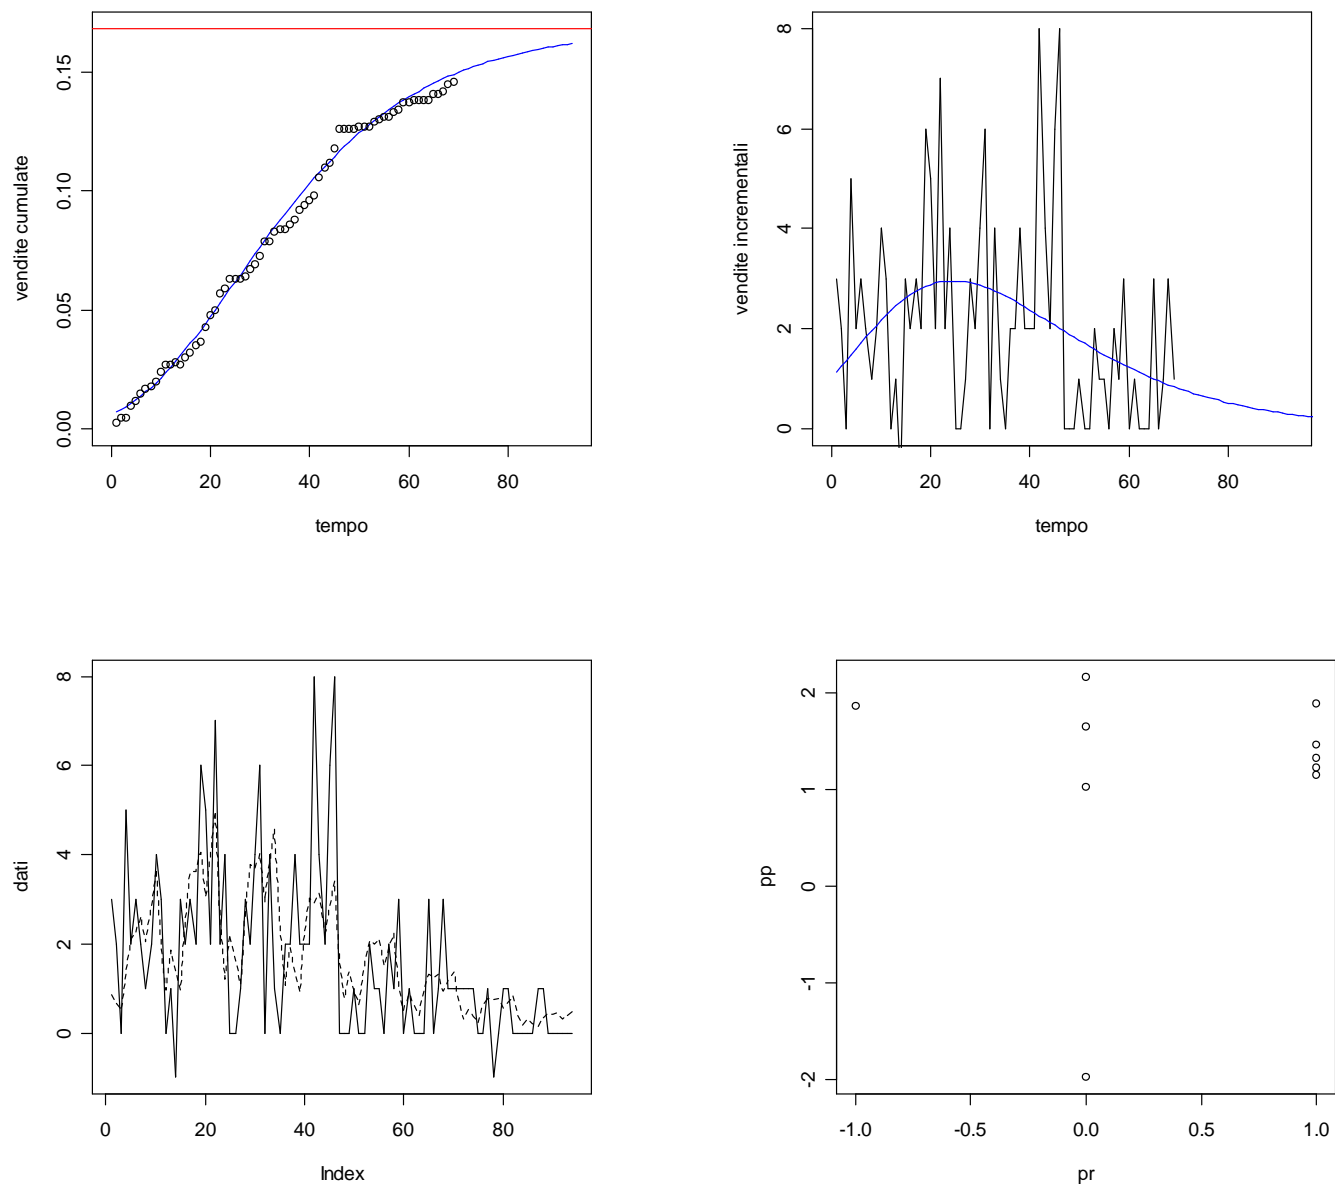 vendite cumulate
0.00 0.05 0.10 0.15
0 20 40 60 80
tempo
vendite incrementali
0 2 4 6 8
0 20 40 60 80
tempo
dati
0 2 4 6 8
0 20 40 60 80
Index
pp
-2 -1 0 1 2
-1.0 -0.5 0.0 0.5 1.0
pr